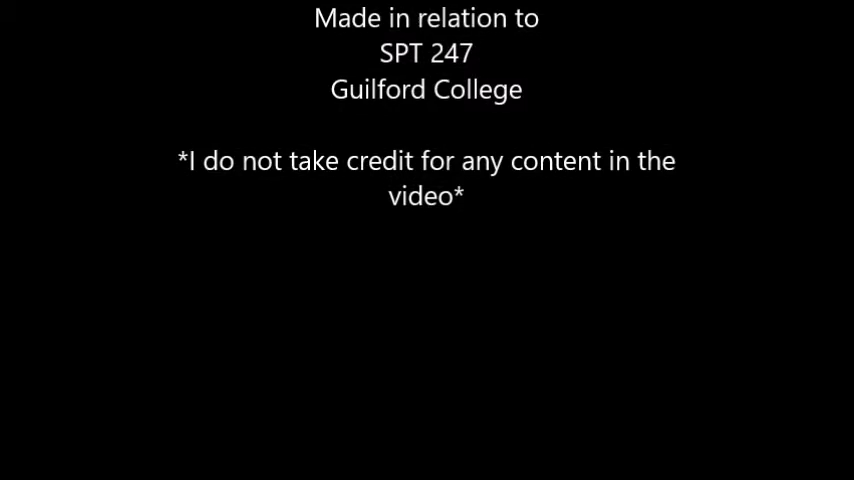 Made in relation to
SPT 247
Guilford College
*I do not take credit for any content in the
video*